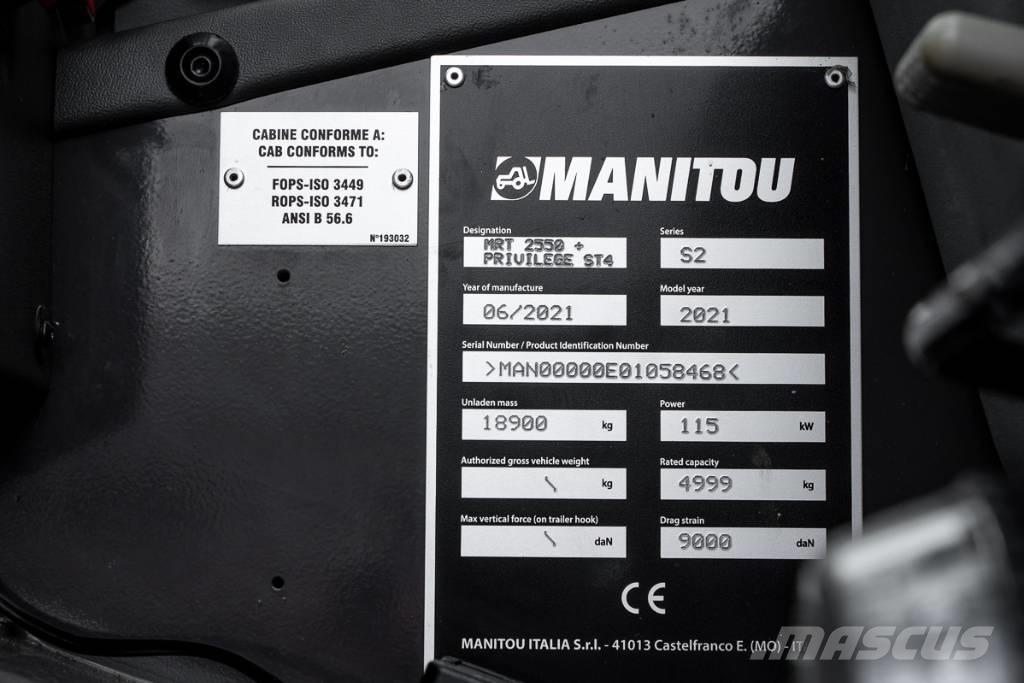 CABINE CONFORME A:
CAB CONFORMS TO:
FOPS-ISO 3449
ROPS-ISO 3471
ANSI B 56.6
N°193032
MANITOU
Designation
MRT 2550 +
PRIVILEGE ST4
Series
S2
Year of manufacture
06/2021
Model year
2021
Serial Number / Product Identification Number
>MAN00000E01058468<
Unladen mass
18900 kg
Power
115 kW
Authorized gross vehicle weight
\ kg
Rated capacity
4999 kg
Max vertical force (on trailer hook)
\ daN
Drag strain
9000 daN
CE
MANITOU ITALIA S.r.l. - 41013 Castelfranco E. (MO) - IT
MASCUS